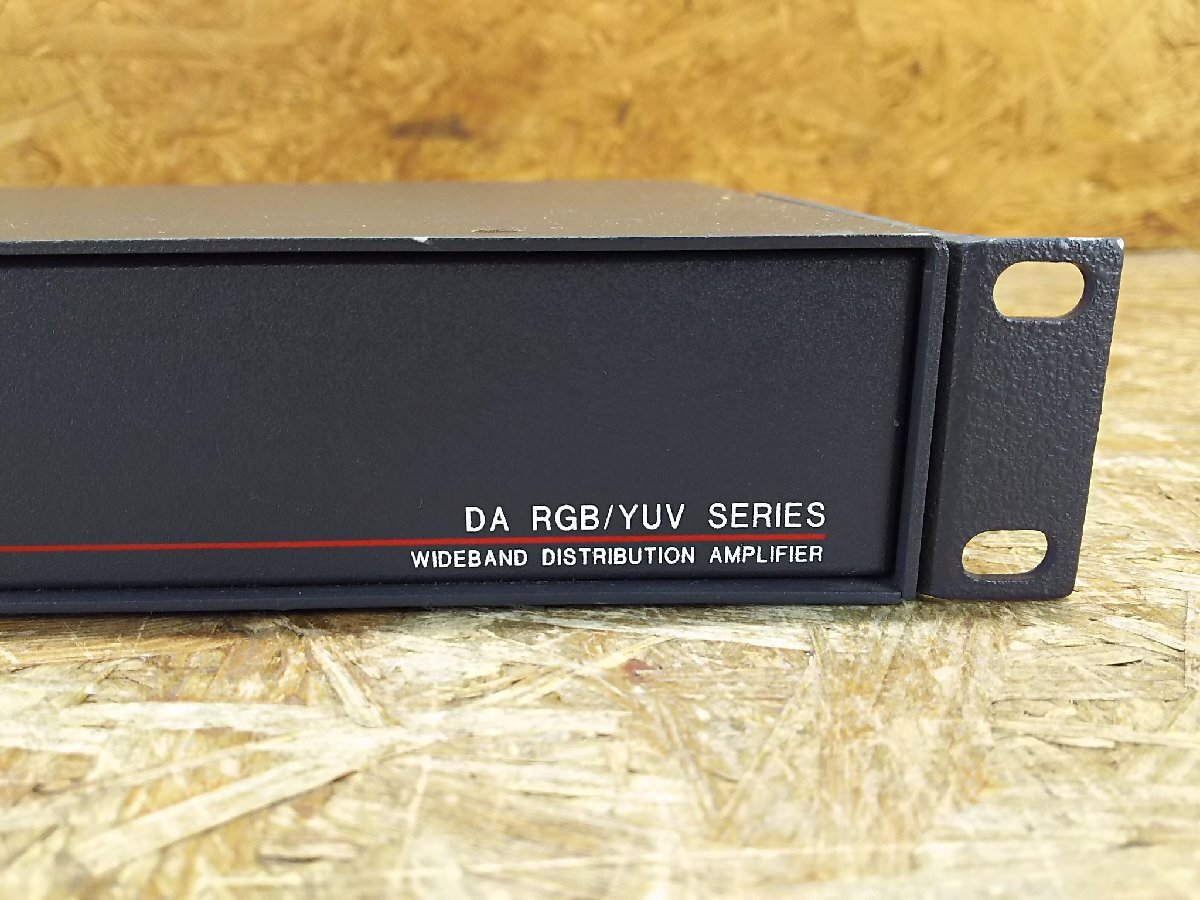 DA RGB/YUV SERIES
WIDEBAND DISTRIBUTION AMPLIFIER